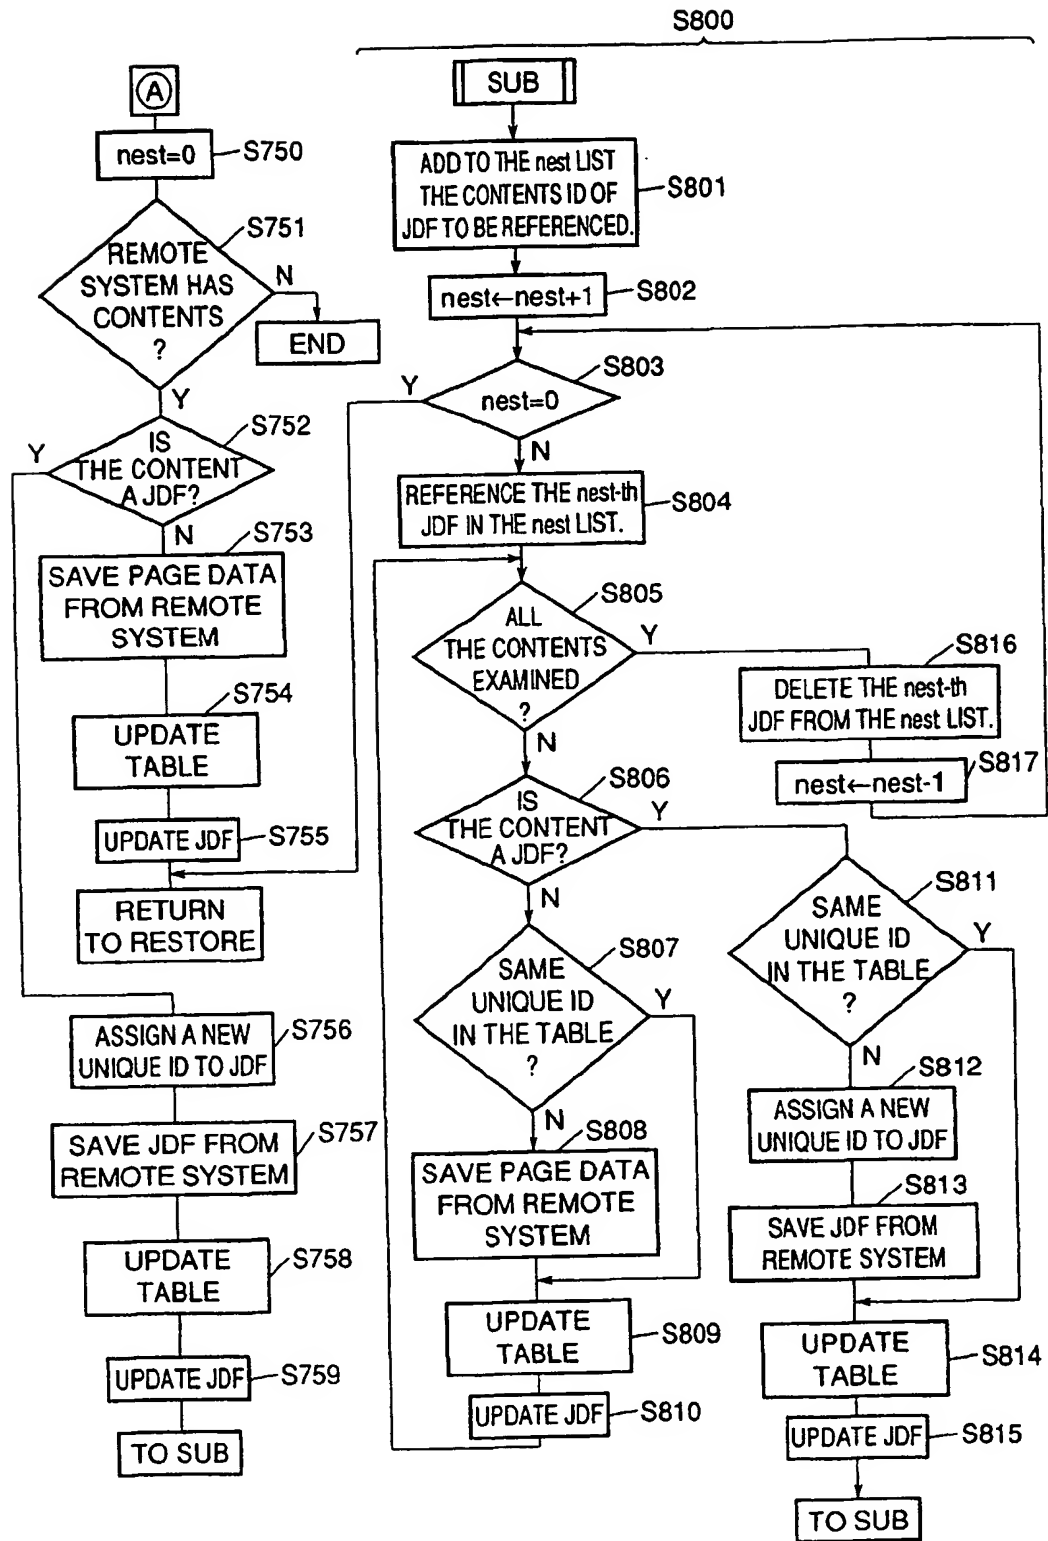 S800
A
nest=0
S750
REMOTE
SYSTEM HAS
CONTENTS
?
S751
N
END
Y
IS
THE CONTENT
A JDF?
S752
Y
N
SAVE PAGE DATA
FROM REMOTE
SYSTEM
S753
UPDATE
TABLE
S754
UPDATE JDF
S755
RETURN
TO RESTORE
ASSIGN A NEW
UNIQUE ID TO JDF
S756
SAVE JDF FROM
REMOTE SYSTEM
S757
UPDATE
TABLE
S758
UPDATE JDF
S759
TO SUB
SUB
ADD TO THE nest LIST
THE CONTENTS ID OF
JDF TO BE REFERENCED.
S801
nest←nest+1
S802
nest=0
S803
Y
N
REFERENCE THE nest-th
JDF IN THE nest LIST.
S804
ALL
THE CONTENTS
EXAMINED
?
S805
Y
N
IS
THE CONTENT
A JDF?
S806
Y
N
SAME
UNIQUE ID
IN THE TABLE
?
S807
Y
N
SAVE PAGE DATA
FROM REMOTE
SYSTEM
S808
UPDATE
TABLE
S809
UPDATE JDF
S810
DELETE THE nest-th
JDF FROM THE nest LIST.
S816
nest←nest-1
S817
SAME
UNIQUE ID
IN THE TABLE
?
S811
Y
N
ASSIGN A NEW
UNIQUE ID TO JDF
S812
SAVE JDF FROM
REMOTE SYSTEM
S813
UPDATE
TABLE
S814
UPDATE JDF
S815
TO SUB